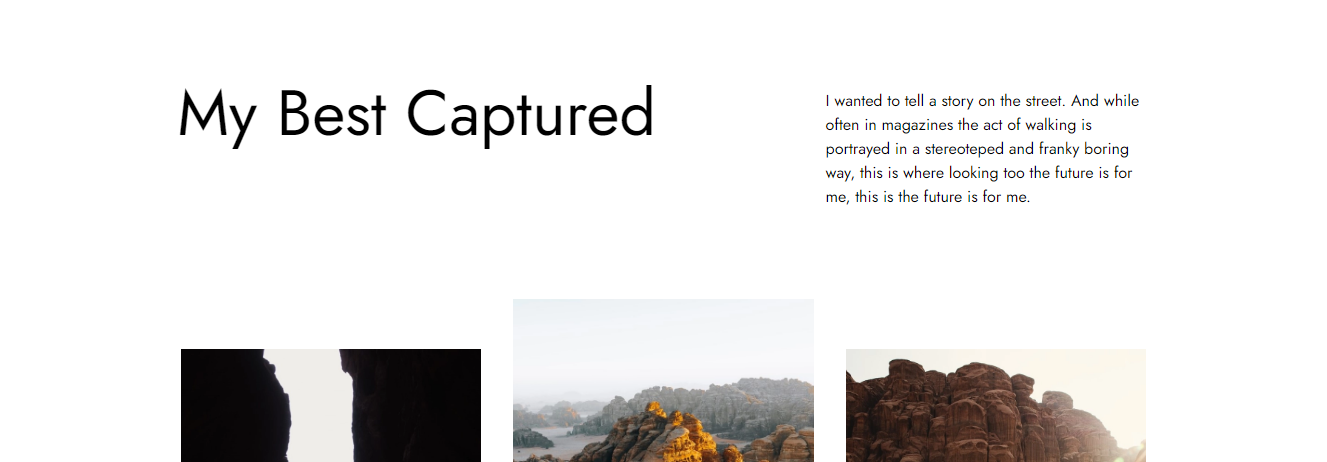 My Best Captured
I wanted to tell a story on the street. And while
often in magazines the act of walking is
portrayed in a stereoteped and franky boring
way, this is where looking too the future is for
me, this is the future is for me.